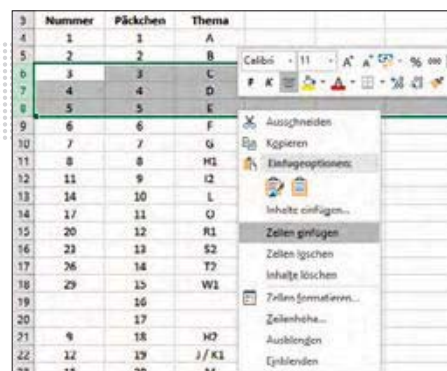 3 Nummer Päckchen Thema
4 1 1 A
5 2 2 B
6 3 3 C
7 4 4 D
8 5 5 E
9 6 6 F
10 7 7 G
11 8 8 H1
12 11 9 I2
13 14 10 L
14 17 11 O
15 20 12 R1
16 23 13 S2
17 26 14 T2
18 29 15 W1
19 16
20 17
21 9 18 H2
22 12 19 J / K1
Calibri 11 A A % 000
F K A
Ausschneiden
Kopieren
Einfügeoptionen:
Inhalte einfügen...
Zellen einfügen
Zellen löschen
Inhalte löschen
Zellen formatieren...
Zeilenhöhe...
Ausblenden
Einblenden